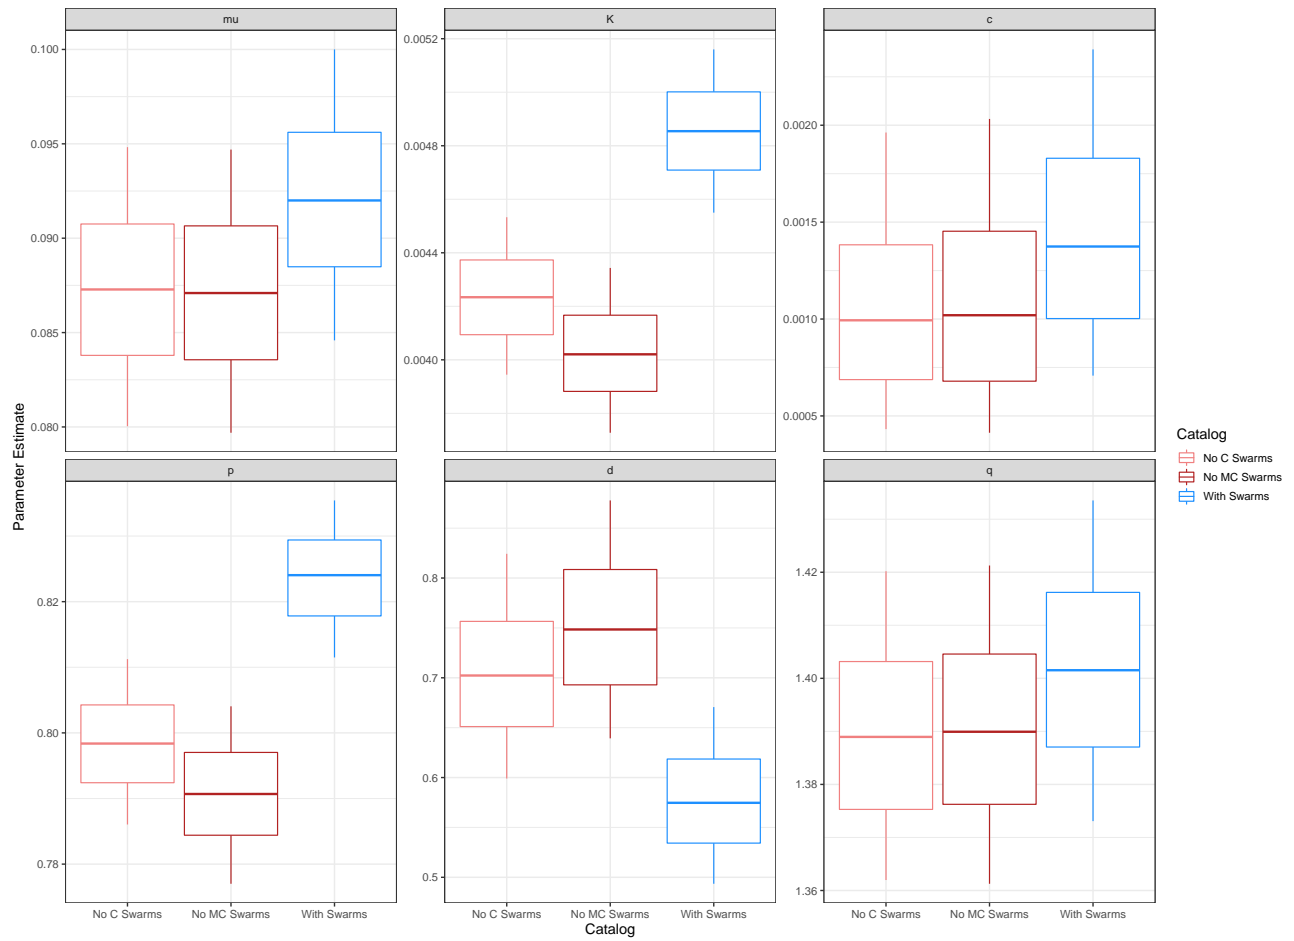 mu
K
c
0.100
0.095
0.090
0.085
0.080
0.0052
0.0048
0.0044
0.0040
0.0020
0.0015
0.0010
0.0005
Parameter Estimate
p
d
q
0.82
0.80
0.78
0.8
0.7
0.6
0.5
1.42
1.40
1.38
1.36
No C Swarms
No MC Swarms
With Swarms
No C Swarms
No MC Swarms
With Swarms
No C Swarms
No MC Swarms
With Swarms
Catalog
Catalog
No C Swarms
No MC Swarms
With Swarms